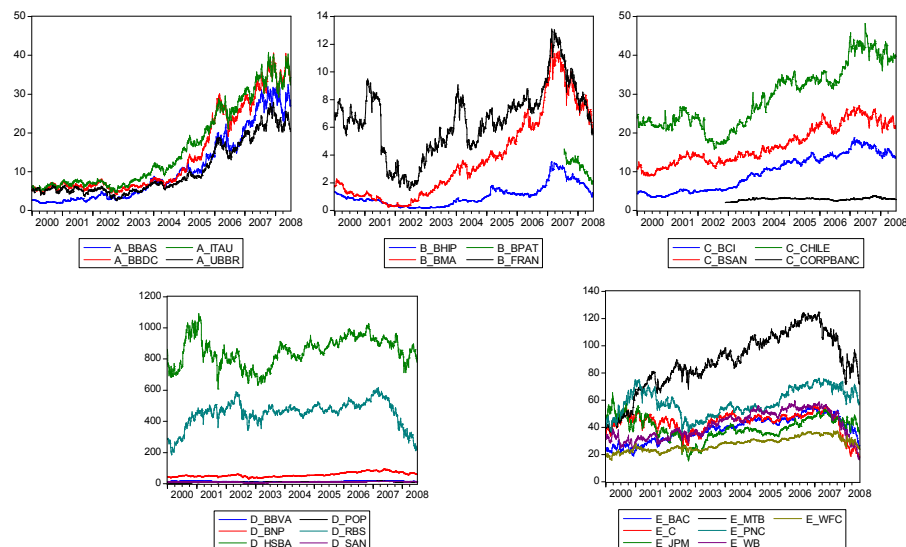 50
40
30
20
10
0
2000 2001 2002 2003 2004 2005 2006 2007 2008
A_BBAS A_ITAU
A_BBDC A_UBBR
14
12
10
8
6
4
2
0
2000 2001 2002 2003 2004 2005 2006 2007 2008
B_BHIP B_BPAT
B_BMA B_FRAN
50
40
30
20
10
0
2000 2001 2002 2003 2004 2005 2006 2007 2008
C_BCI C_CHILE
C_BSAN C_CORPBANC
1200
1000
800
600
400
200
0
2000 2001 2002 2003 2004 2005 2006 2007 2008
D_BBVA D_POP
D_BNP D_RBS
D_HSBA D_SAN
140
120
100
80
60
40
20
0
2000 2001 2002 2003 2004 2005 2006 2007 2008
E_BAC E_MTB E_WFC
E_C E_PNC
E_JPM E_WB